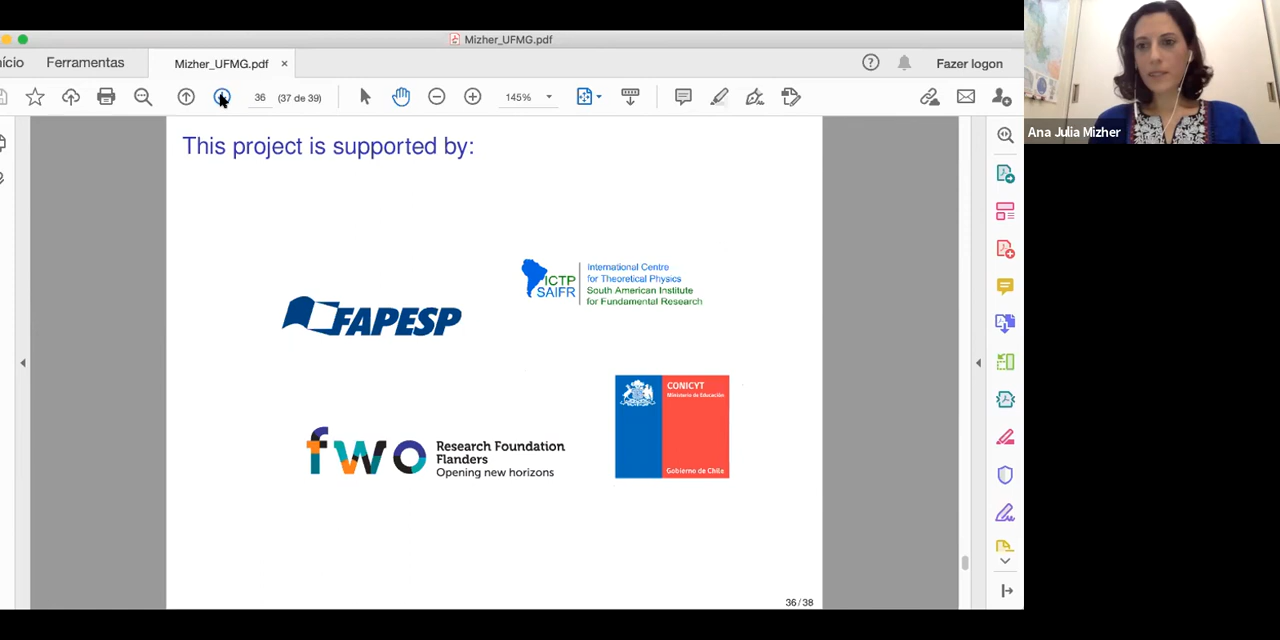 Mizher_UFMG.pdf
ício
Ferramentas
Mizher_UFMG.pdf
×
Fazer logon
36
(37 de 39)
145%
Ana Julia Mizher
This project is supported by:
ICTP
SAIFR
International Centre
for Theoretical Physics
South American Institute
for Fundamental Research
FAPESP
CONICYT
Ministerio de Educación
Gobierno de Chile
fwo
Research Foundation
Flanders
Opening new horizons
36/38